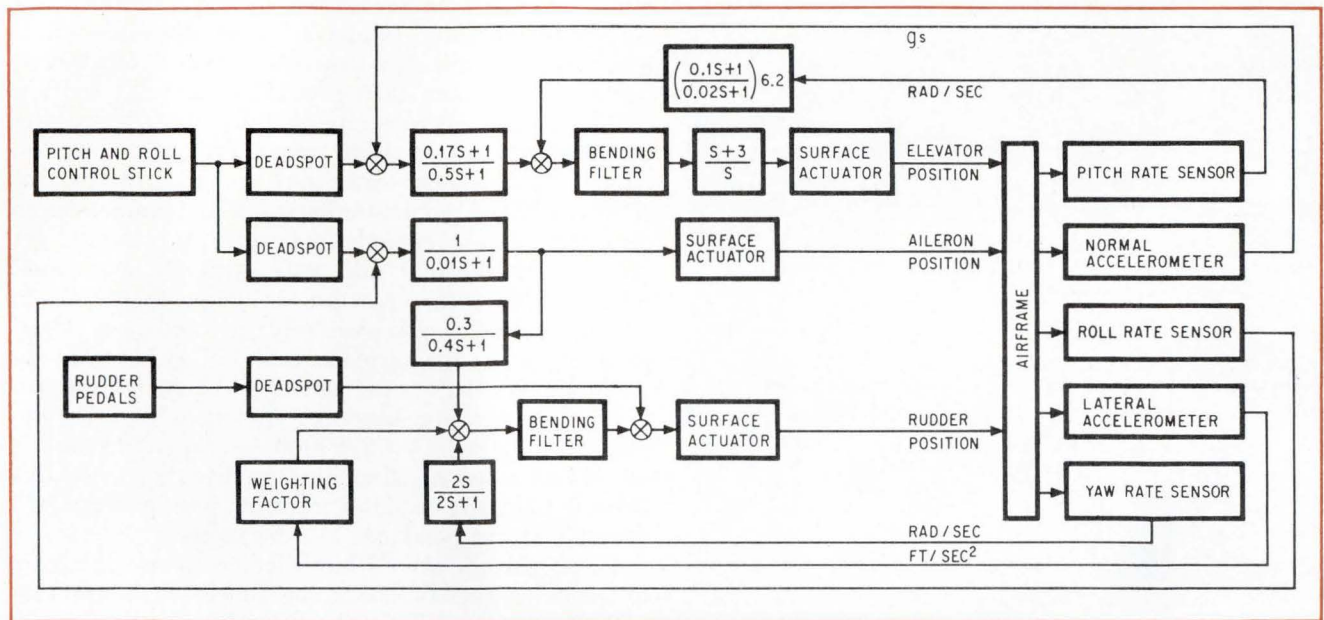 gs
(0.1S+1 / 0.02S+1) 6.2
RAD / SEC
PITCH AND ROLL
CONTROL STICK
DEADSPOT
0.17S+1
0.5S+1
BENDING
FILTER
S+3
S
SURFACE
ACTUATOR
ELEVATOR
POSITION
PITCH RATE SENSOR
DEADSPOT
1
0.01S+1
SURFACE
ACTUATOR
AILERON
POSITION
NORMAL
ACCELEROMETER
AIRFRAME
0.3
0.4S+1
ROLL RATE SENSOR
RUDDER
PEDALS
DEADSPOT
BENDING
FILTER
SURFACE
ACTUATOR
RUDDER
POSITION
LATERAL
ACCELEROMETER
WEIGHTING
FACTOR
2S
2S+1
YAW RATE SENSOR
RAD / SEC
FT/SEC²